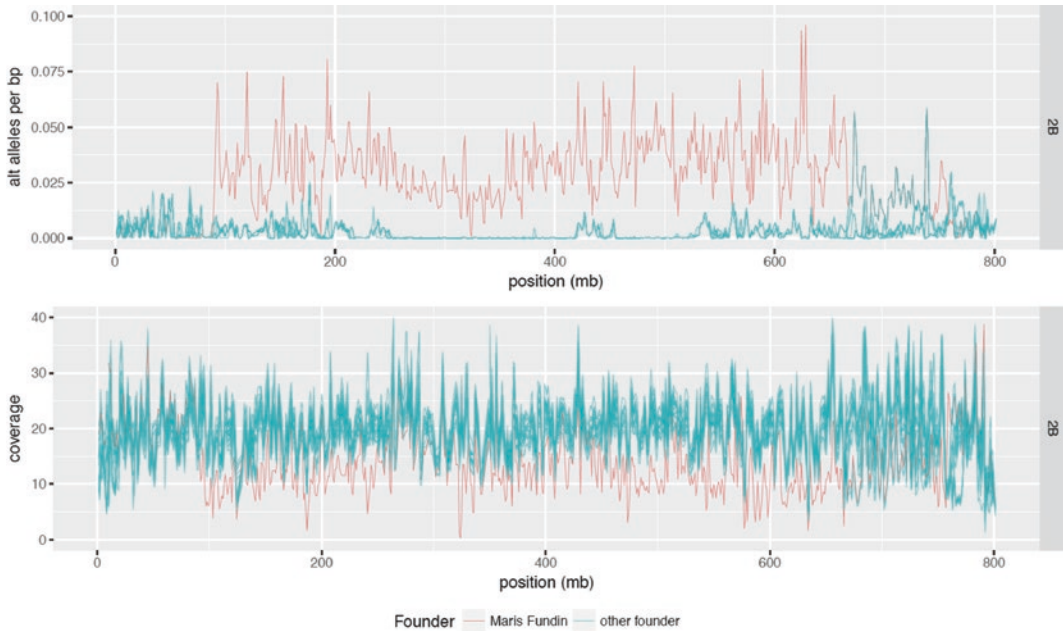 0.100
0.075
0.050
0.025
0.000
alt alleles per bp
2B
0 200 400 600 800
position (mb)
40
30
20
10
0
coverage
2B
0 200 400 600 800
position (mb)
Founder Maris Fundin other founder